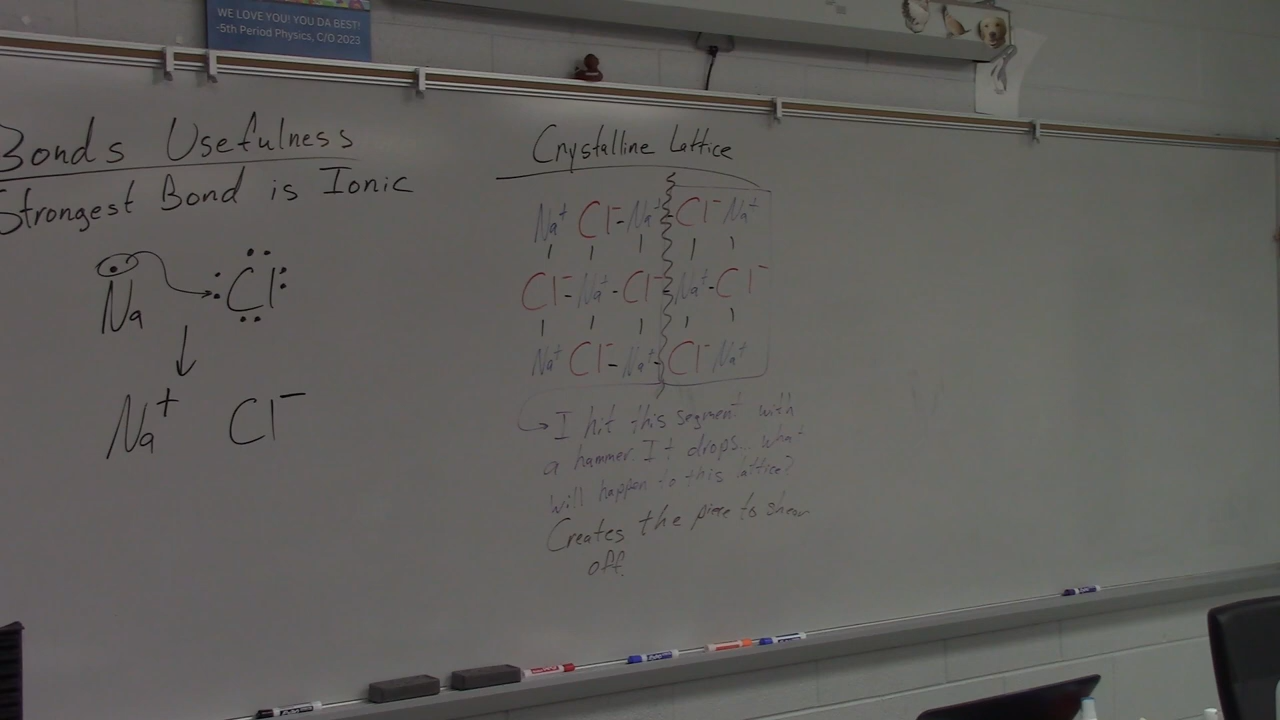 WE LOVE YOU! YOU DA BEST!
-5th Period Physics, C/O 2023
Bonds Usefulness
Strongest Bond is Ionic
Na Cl
Na⁺ Cl⁻
Crystalline Lattice
Na⁺ Cl⁻-Na⁺ Cl⁻ Na⁺
Cl⁻-Na⁺-Cl⁻ Na⁺-Cl⁻
Na⁺ Cl⁻-Na⁺-Cl⁻ Na⁺
I hit this segment with
a hammer. It drops... what
will happen to this lattice?
Creates the piece to shear
off.